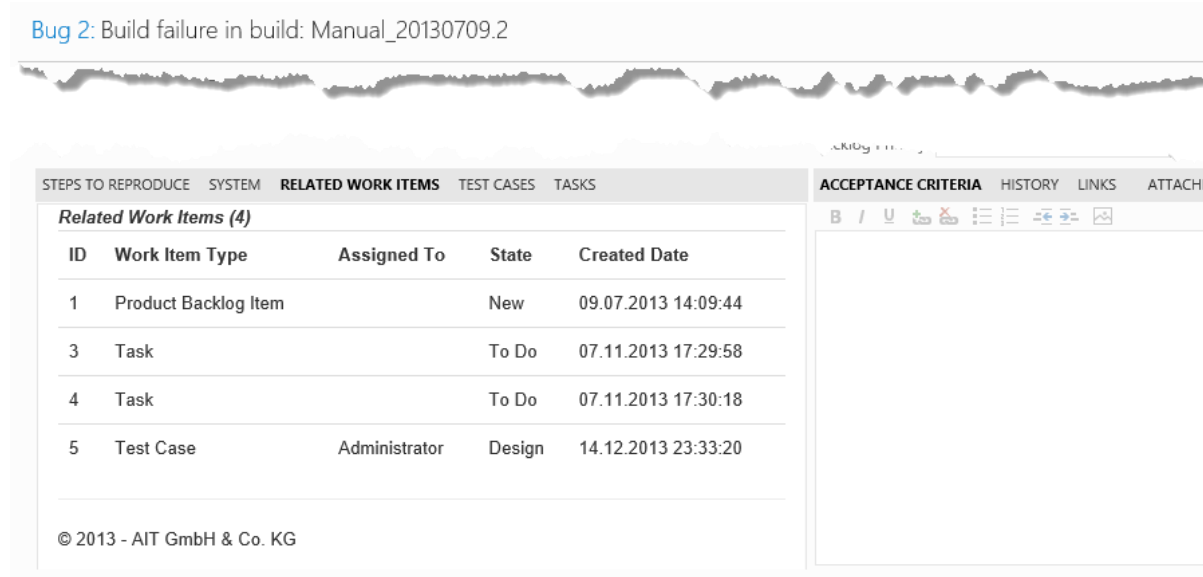 Bug 2: Build failure in build: Manual_20130709.2
STEPS TO REPRODUCE SYSTEM RELATED WORK ITEMS TEST CASES TASKS
Related Work Items (4)
ID Work Item Type Assigned To State Created Date
1 Product Backlog Item New 09.07.2013 14:09:44
3 Task To Do 07.11.2013 17:29:58
4 Task To Do 07.11.2013 17:30:18
5 Test Case Administrator Design 14.12.2013 23:33:20
© 2013 - AIT GmbH & Co. KG
ACCEPTANCE CRITERIA HISTORY LINKS ATTACH
B I U